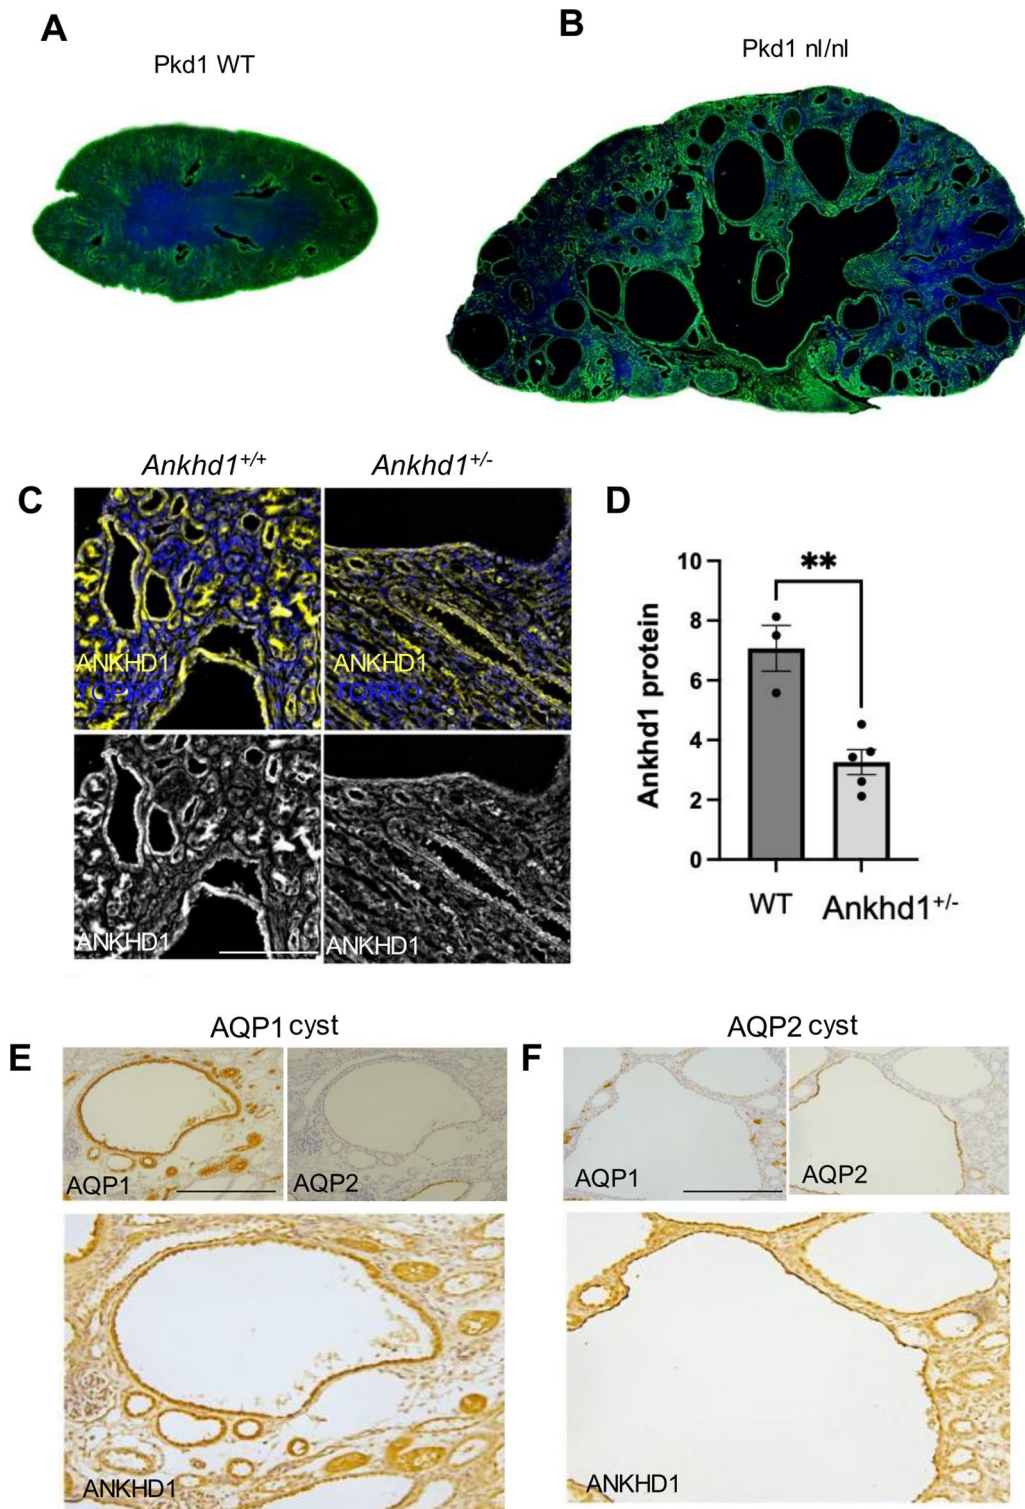 A
Pkd1 WT
B
Pkd1 nl/nl
C
Ankhd1+/+
Ankhd1+/-
ANKHD1
TOPRO
ANKHD1
TOPRO
ANKHD1
ANKHD1
D
Ankhd1 protein
10
8
6
4
2
0
**
WT
Ankhd1+/-
E
AQP1 cyst
AQP1
AQP2
ANKHD1
F
AQP2 cyst
AQP1
AQP2
ANKHD1